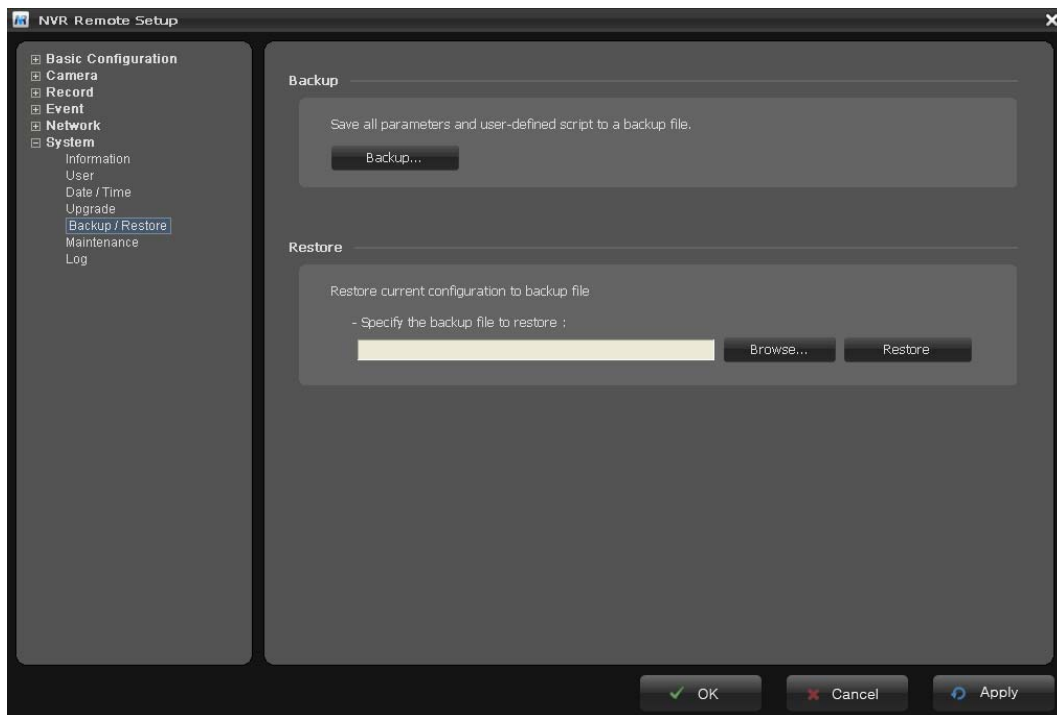 NVR Remote Setup
Basic Configuration
Camera
Record
Event
Network
System
Information
User
Date / Time
Upgrade
Backup / Restore
Maintenance
Log
Backup
Save all parameters and user-defined script to a backup file.
Backup...
Restore
Restore current configuration to backup file
- Specify the backup file to restore :
Browse...
Restore
OK
Cancel
Apply